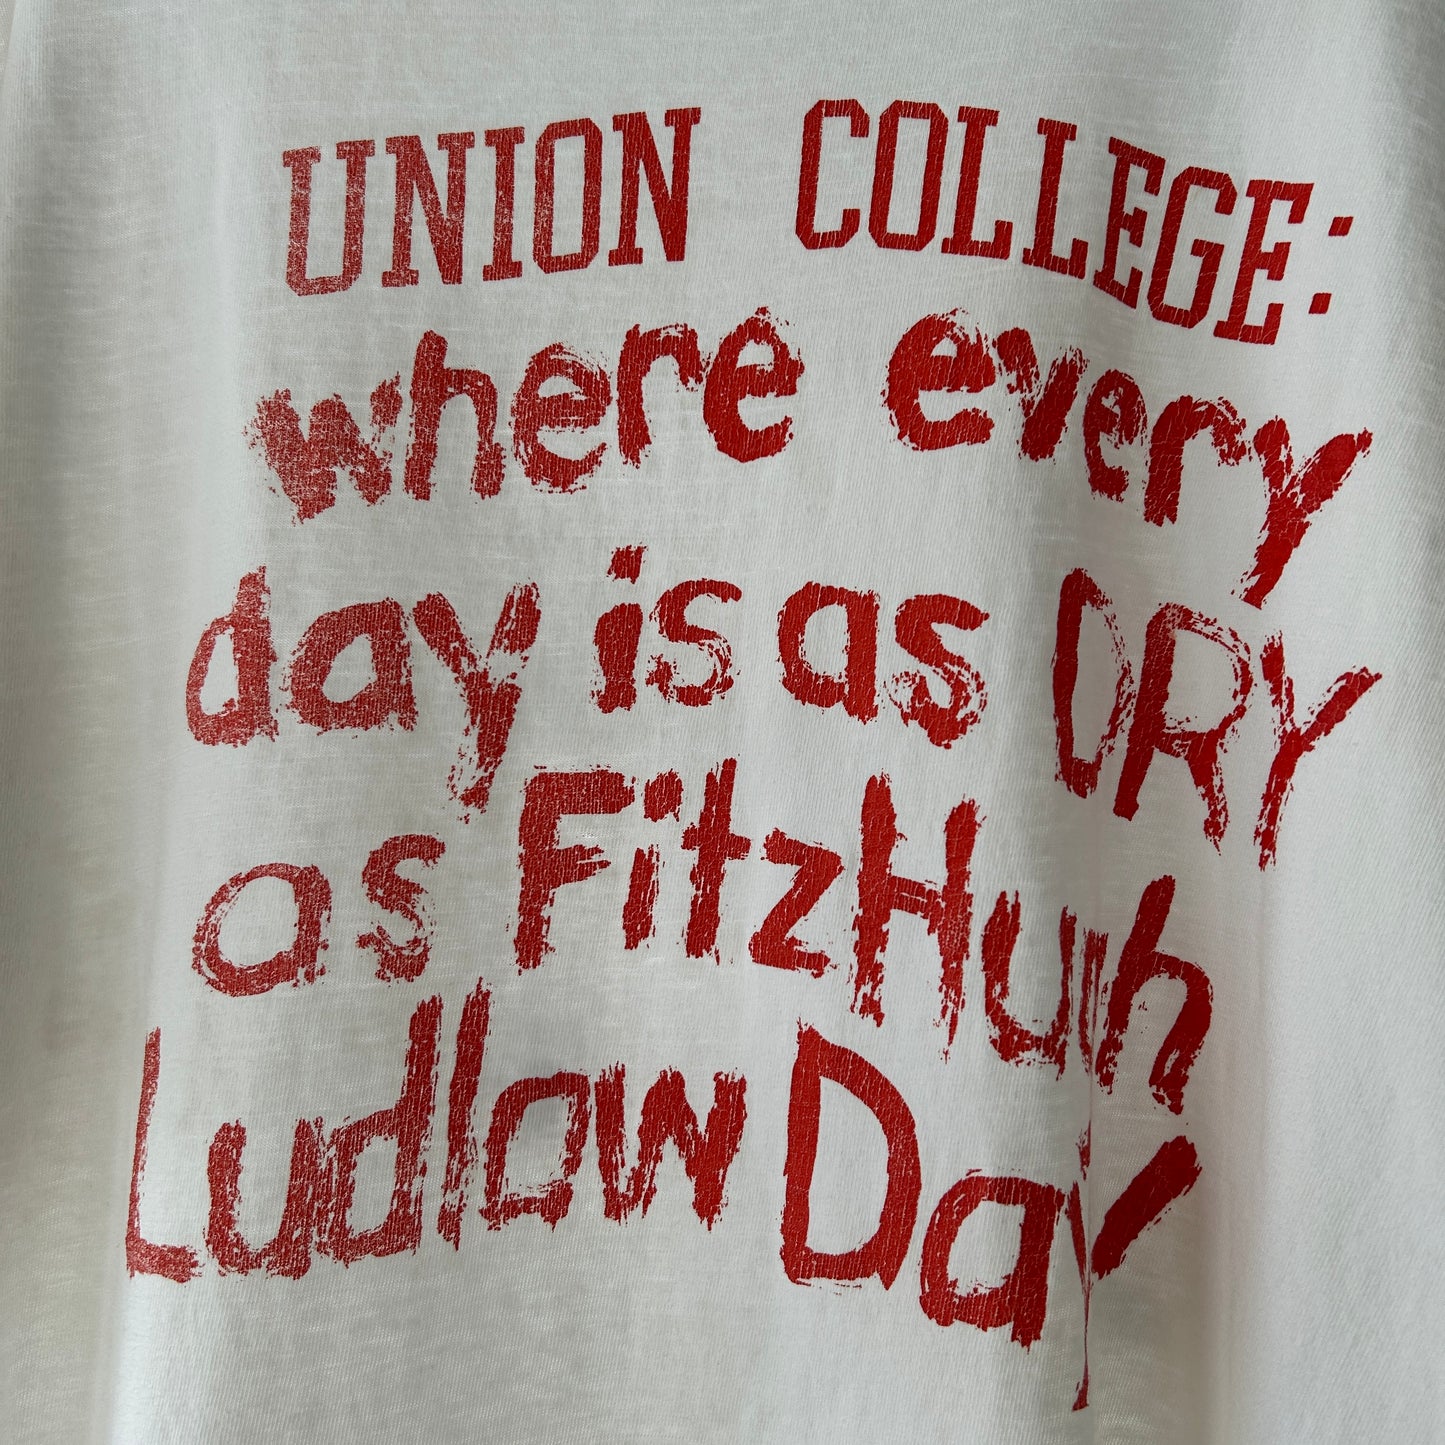 UNION COLLEGE:
where every
day is as DRY
as FitzHugh
Ludlow Day